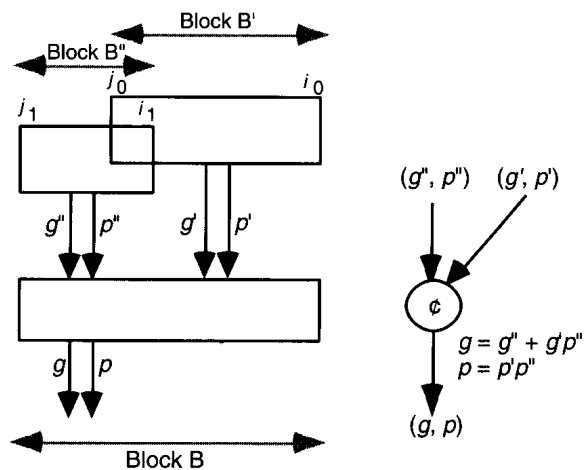 Block B'
Block B"
j0 i0
j1 i1
g" p" g' p'
(g", p") (g', p')
¢
g = g" + g'p"
p = p'p"
g p
(g, p)
Block B